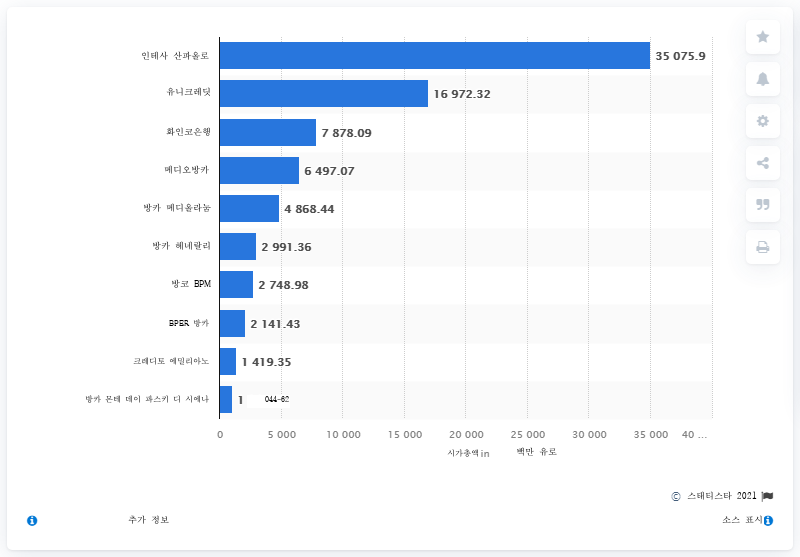 인테사 산파올로 35 075.9
유니크레딧 16 972.32
화인코은행 7 878.09
메디오방카 6 497.07
방카 메디올라눔 4 868.44
방카 헤네랄리 2 991.36
방코 BPM 2 748.98
BPER 방카 2 141.43
크레디토 에밀리아노 1 419.35
방카 몬테 데이 파스키 디 시에나 1 044-62
0 5 000 10 000 15 000 20 000 25 000 30 000 35 000 40 ...
시가총액 in 백만 유로
© 스태티스타 2021
추가 정보 소스 표시